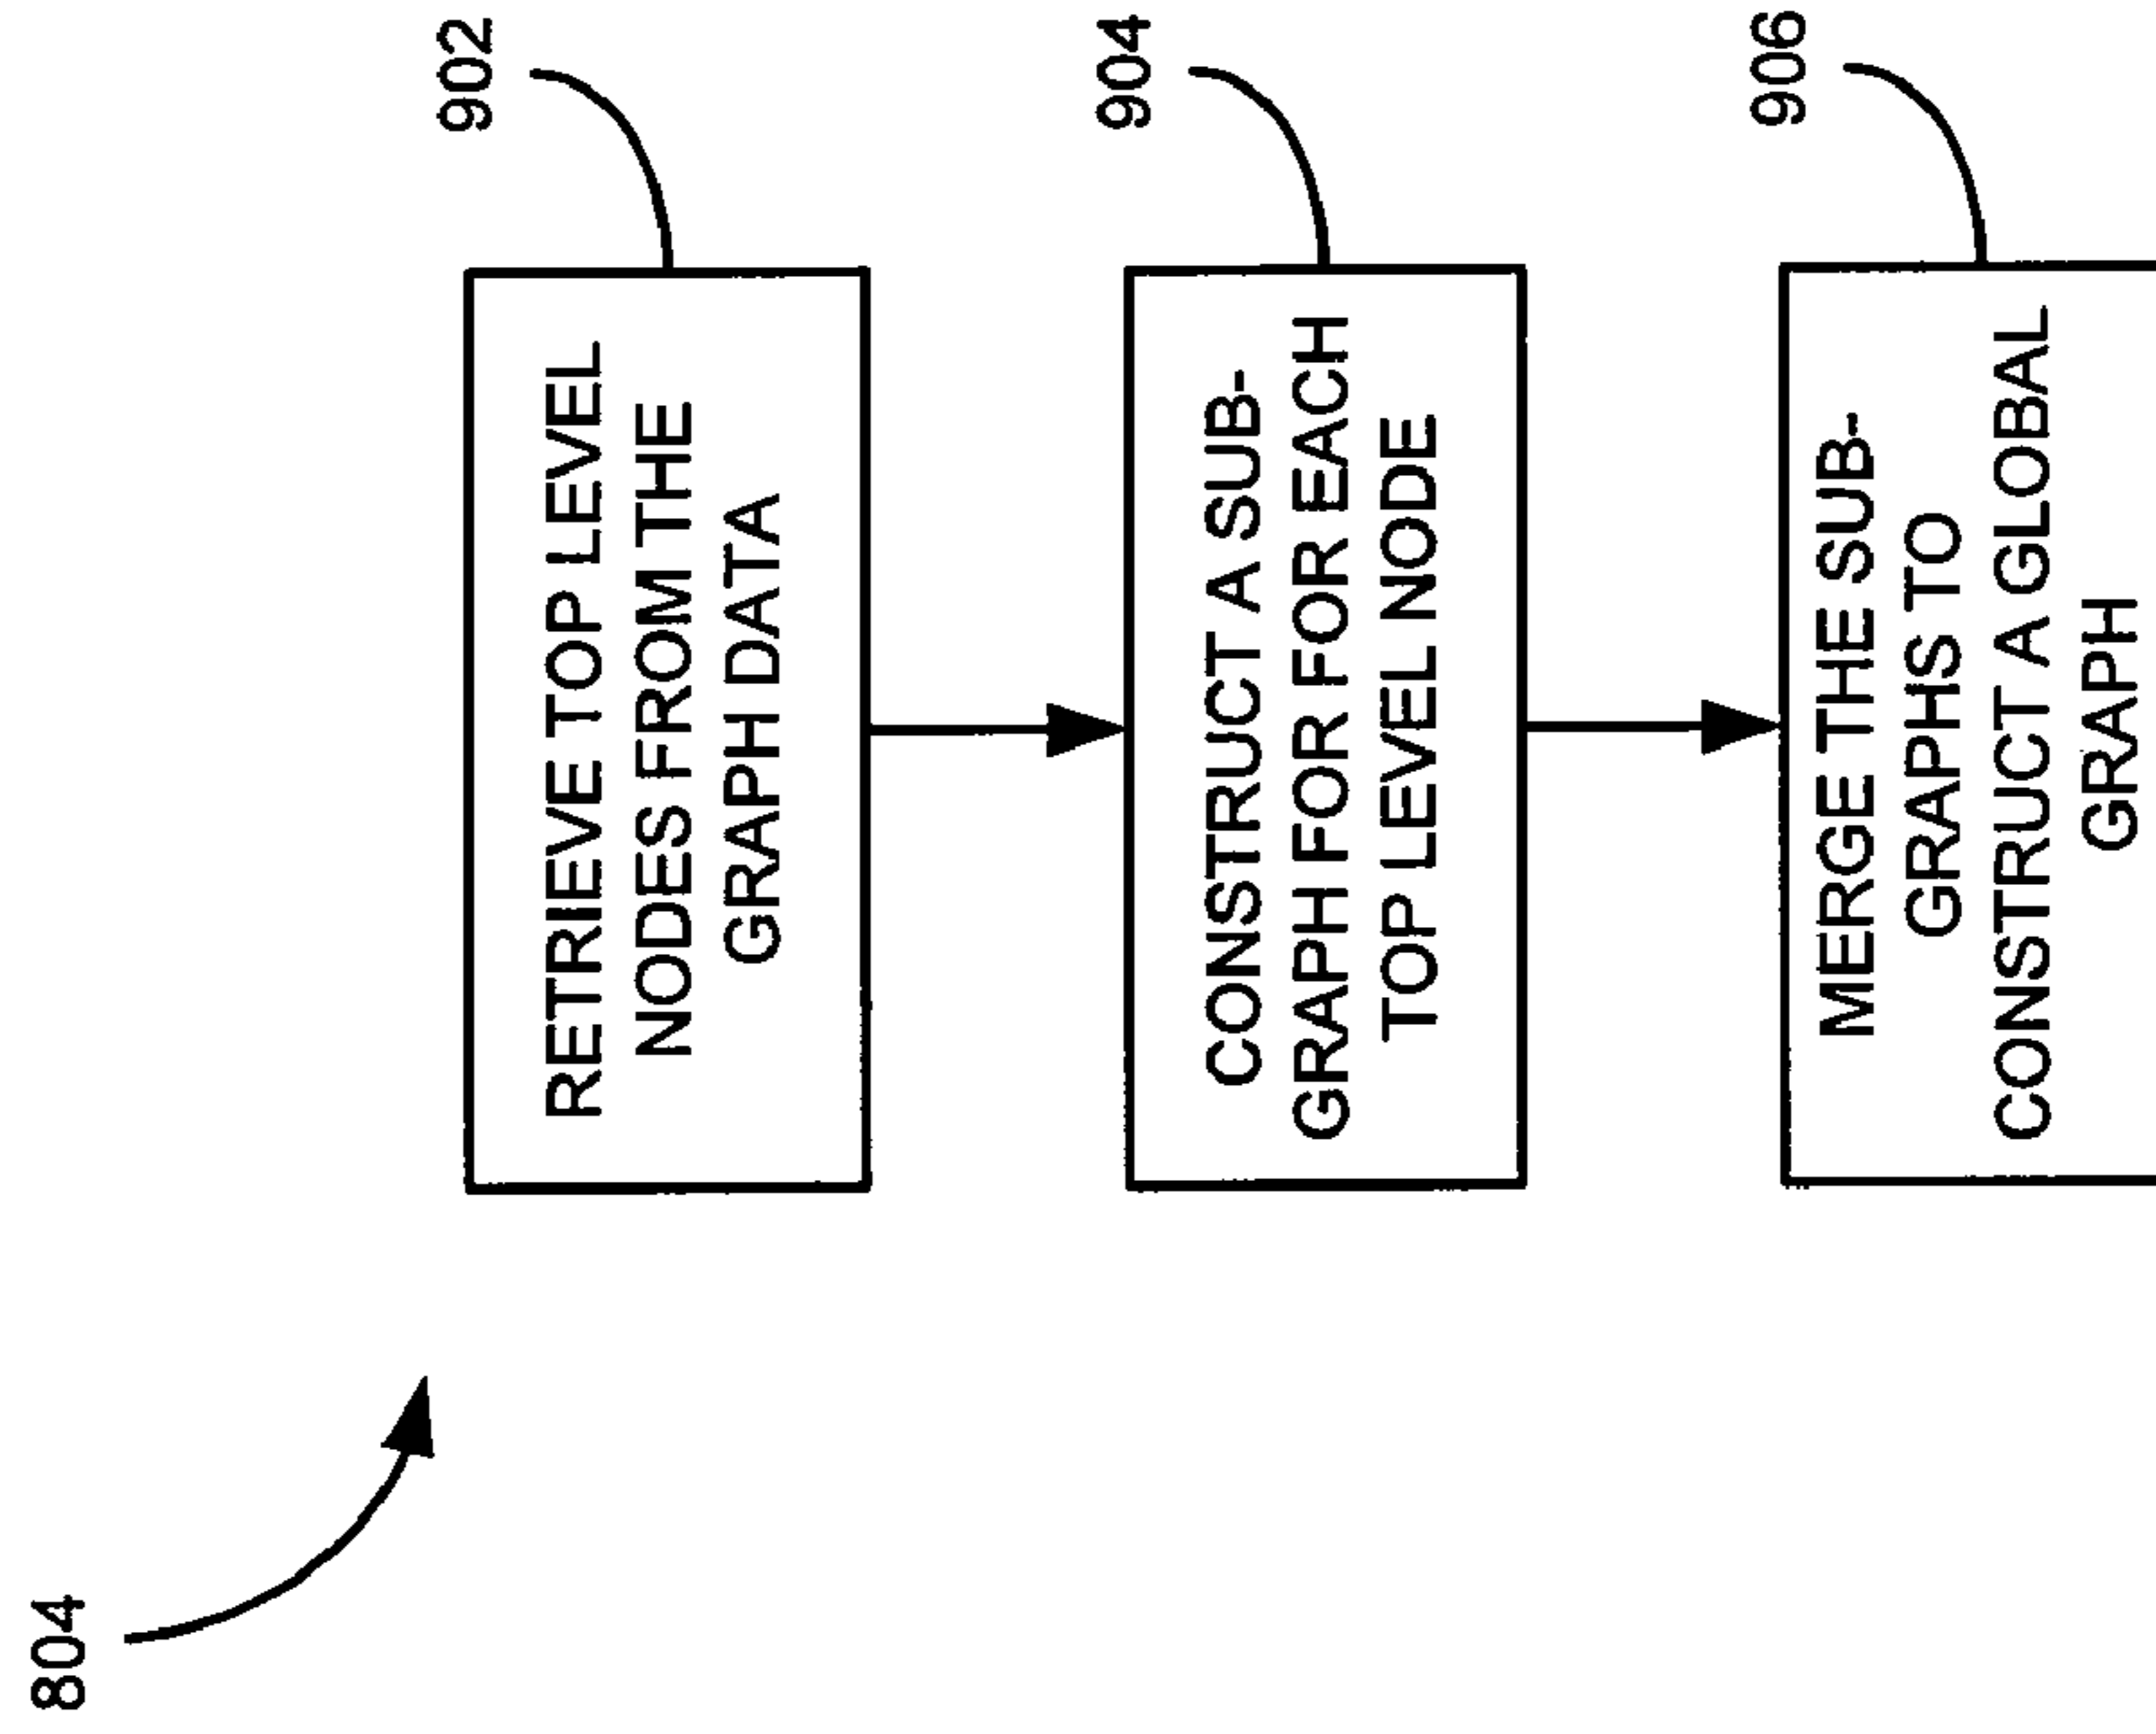 804
902
RETRIEVE TOP LEVEL
NODES FROM THE
GRAPH DATA
904
CONSTRUCT A SUB-
GRAPH FOR EACH
TOP LEVEL NODE
906
MERGE THE SUB-
GRAPHS TO
CONSTRUCT A GLOBAL
GRAPH